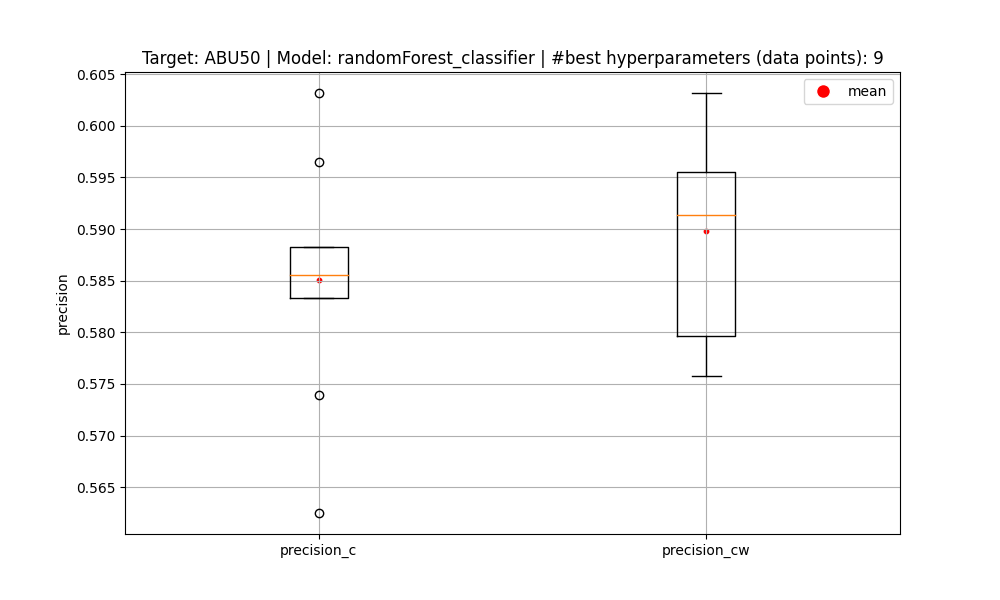 Target: ABU50 | Model: randomForest_classifier | #best hyperparameters (data points): 9
mean
0.605
0.600
0.595
0.590
0.585
0.580
0.575
0.570
0.565
precision
precision_c
precision_cw